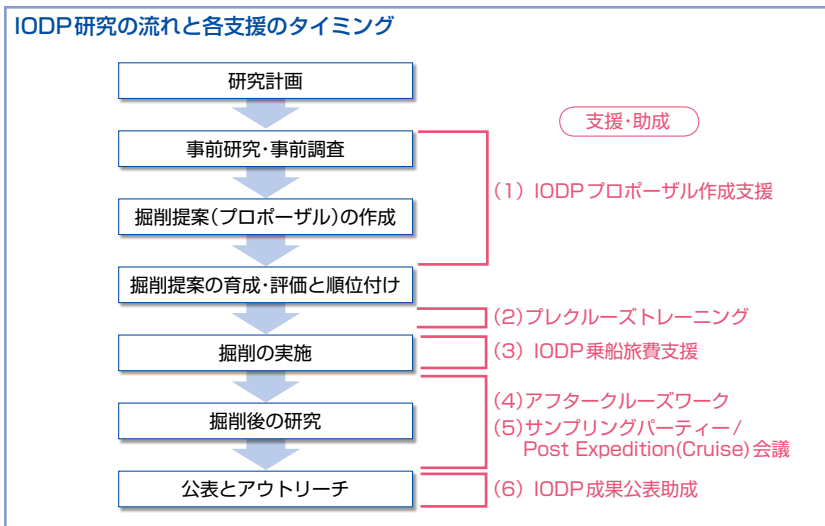 IODP研究の流れと各支援のタイミング
研究計画
支援・助成
事前研究・事前調査
(1) IODPプロポーザル作成支援
掘削提案(プロポーザル)の作成
掘削提案の育成・評価と順位付け
(2)プレクルーズトレーニング
掘削の実施
(3) IODP乗船旅費支援
(4)アフタークルーズワーク
掘削後の研究
(5)サンプリングパーティー/
Post Expedition(Cruise)会議
公表とアウトリーチ
(6) IODP成果公表助成